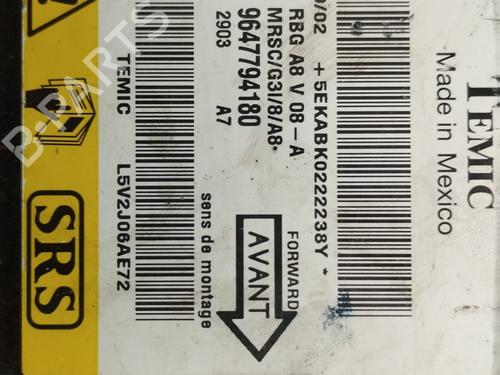 TEMIC
Made in Mexico
/02 +5EKABK0222238Y*
RBG A8 V 08-A
MRSC/G3I/8/A8*
9647794180
2903 A7
FORWARD
AVANT
sens de montage
TEMIC L5V2J06AE72
SRS
B-PARTS